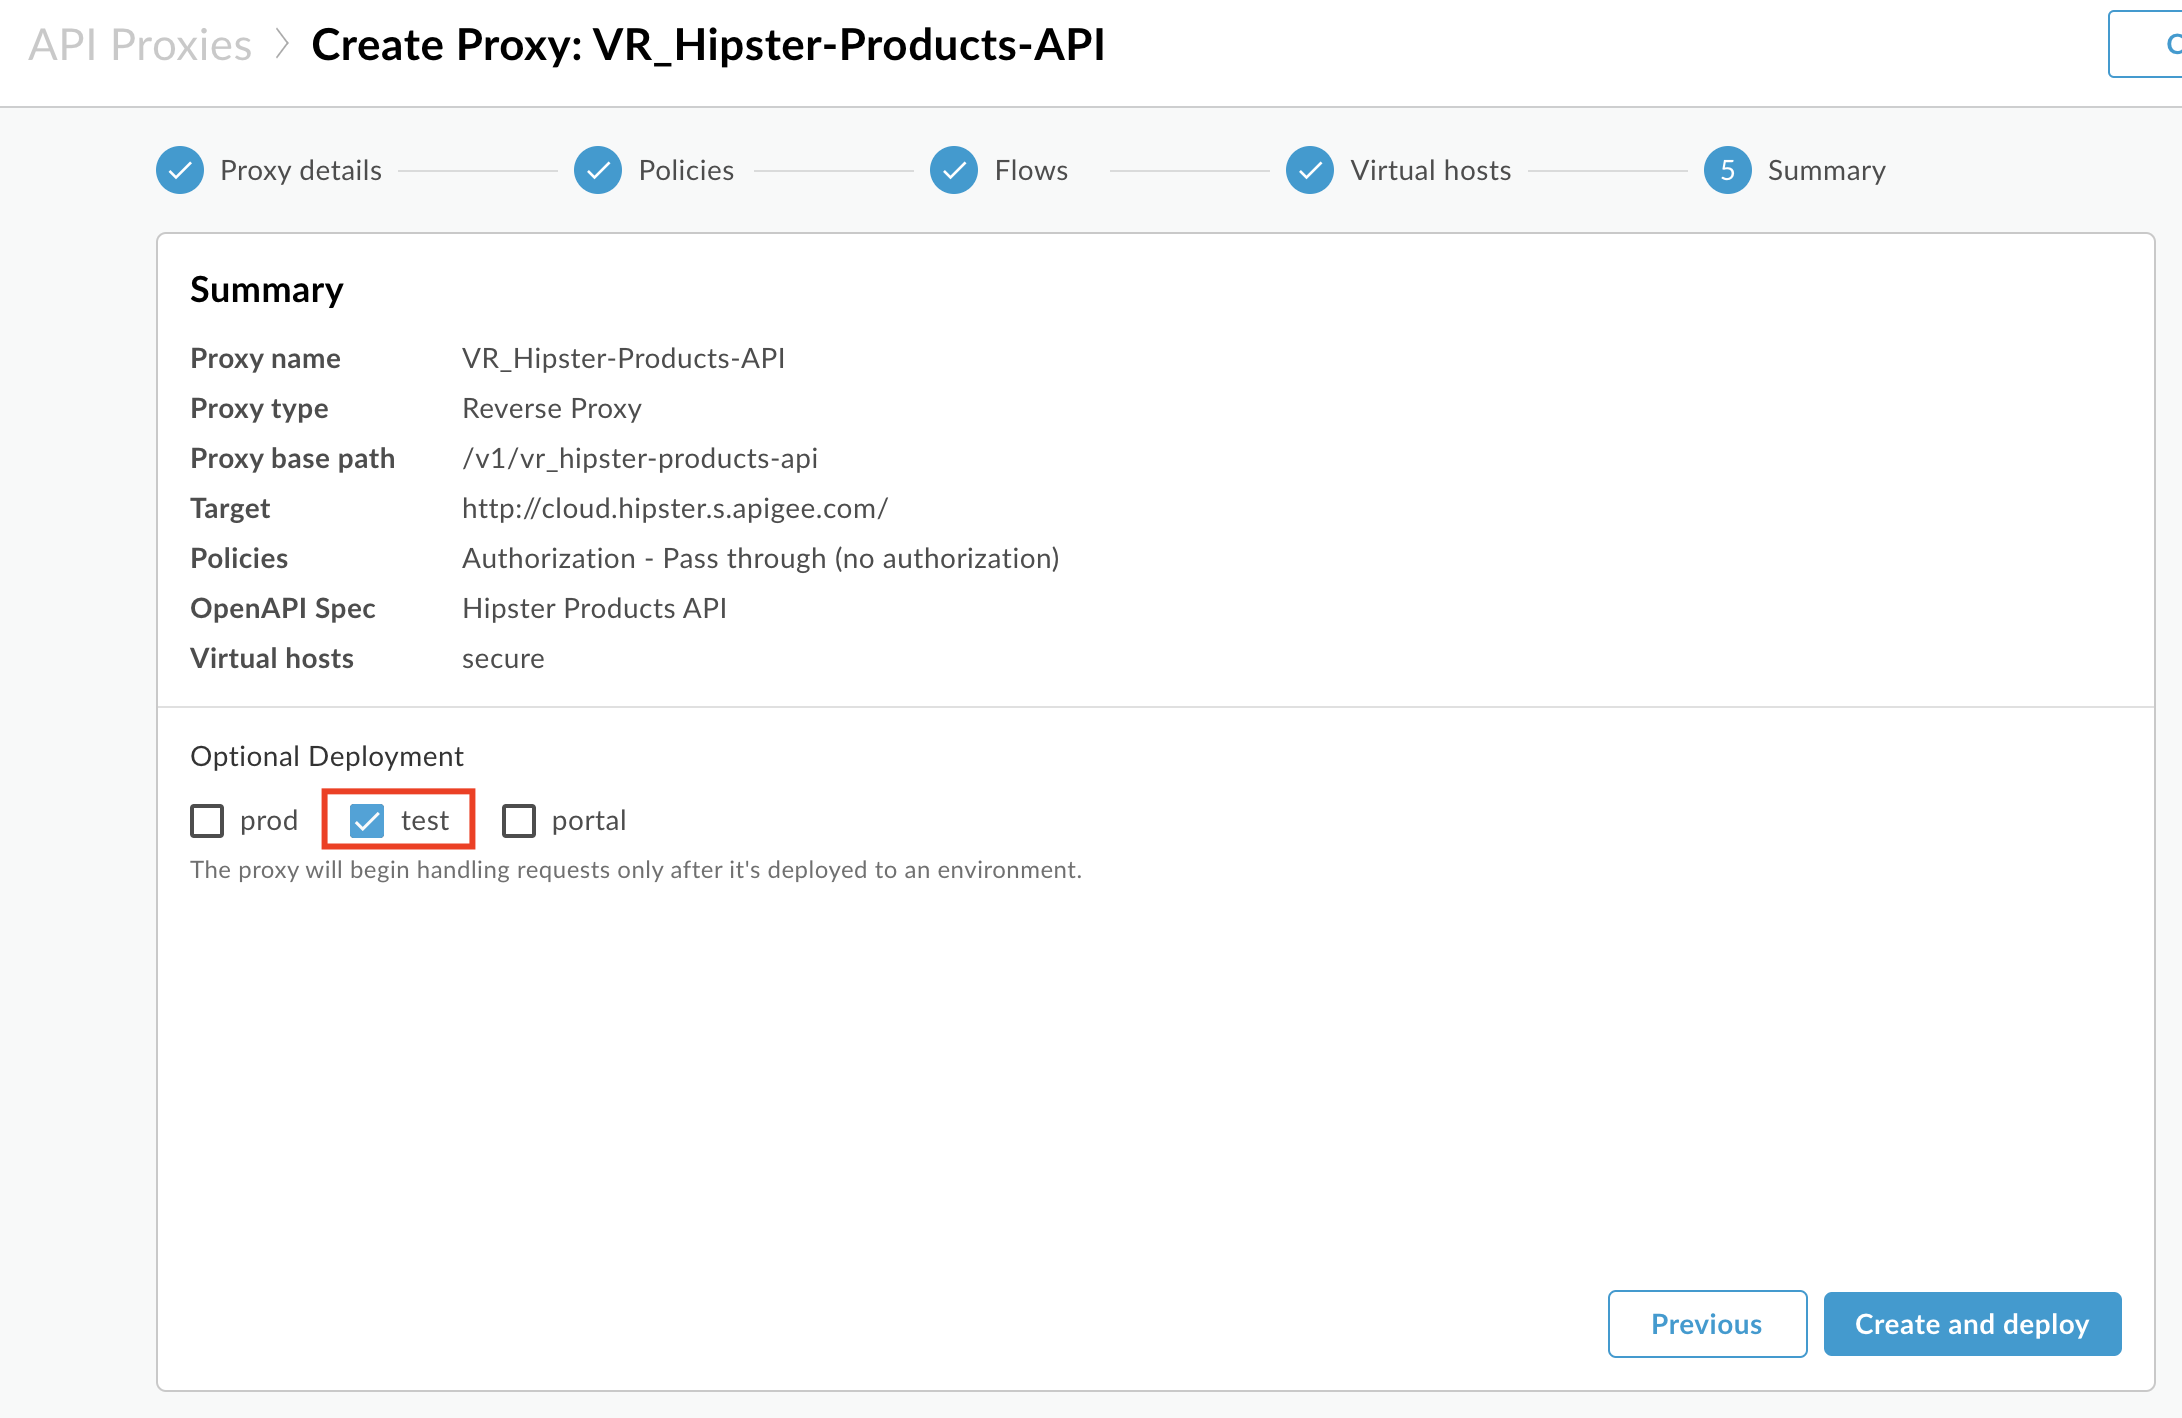 API Proxies > Create Proxy: VR_Hipster-Products-API
Proxy details Policies Flows Virtual hosts 5 Summary
Summary
Proxy name VR_Hipster-Products-API
Proxy type Reverse Proxy
Proxy base path /v1/vr_hipster-products-api
Target http://cloud.hipster.s.apigee.com/
Policies Authorization - Pass through (no authorization)
OpenAPI Spec Hipster Products API
Virtual hosts secure
Optional Deployment
prod test portal
The proxy will begin handling requests only after it's deployed to an environment.
Previous Create and deploy